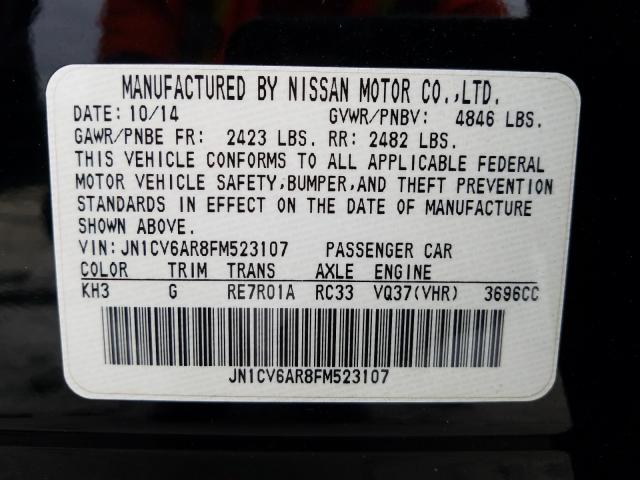 MANUFACTURED BY NISSAN MOTOR CO.,LTD.
DATE: 10/14 GVWR/PNBV: 4846 LBS.
GAWR/PNBE FR: 2423 LBS. RR: 2482 LBS.
THIS VEHICLE CONFORMS TO ALL APPLICABLE FEDERAL
MOTOR VEHICLE SAFETY,BUMPER,AND THEFT PREVENTION
STANDARDS IN EFFECT ON THE DATE OF MANUFACTURE
SHOWN ABOVE.
VIN: JN1CV6AR8FM523107 PASSENGER CAR
COLOR TRIM TRANS AXLE ENGINE
KH3 G RE7R01A RC33 VQ37(VHR) 3696CC
JN1CV6AR8FM523107